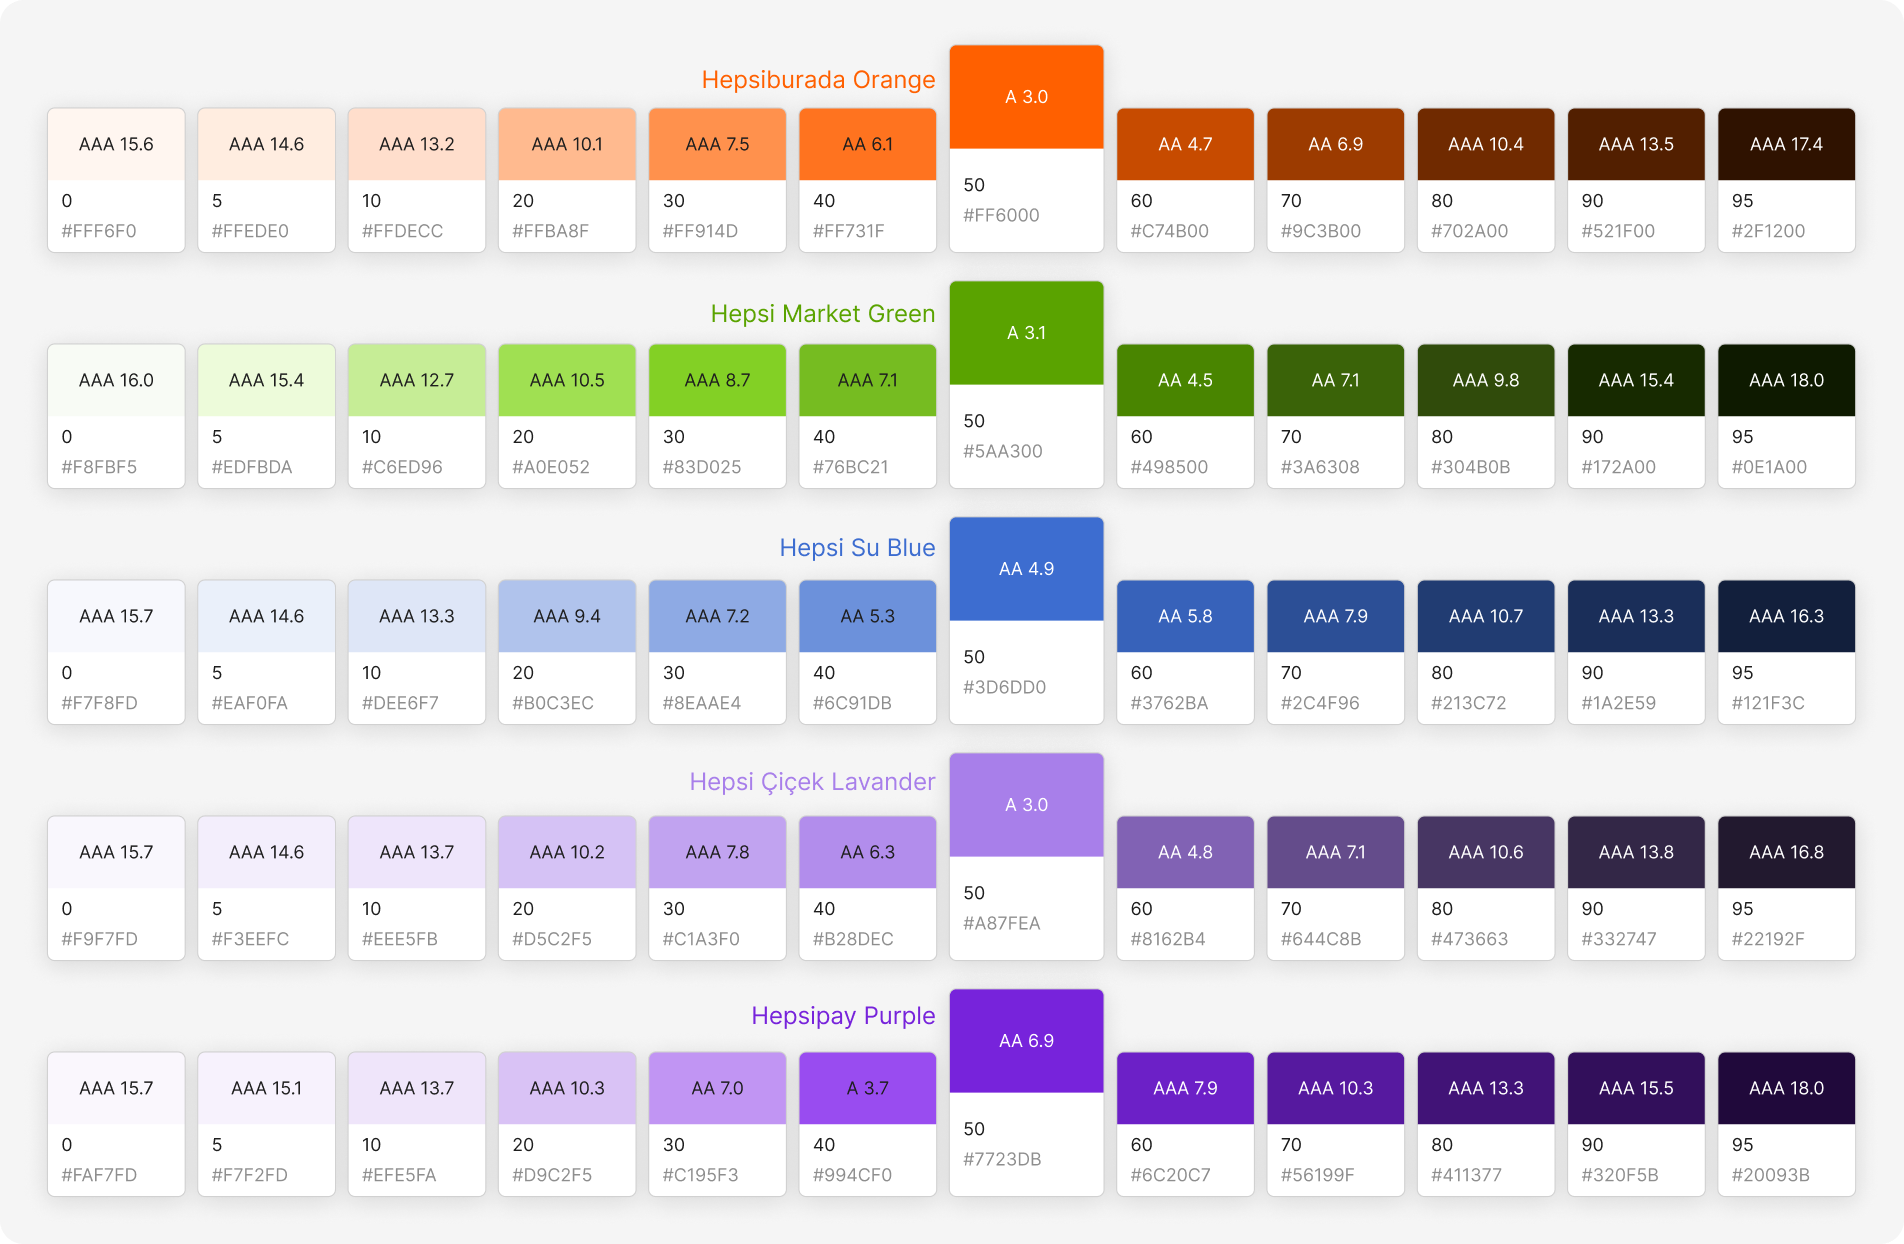 Hepsiburada Orange
AAA 15.6
0
#FFF6F0
AAA 14.6
5
#FFEDE0
AAA 13.2
10
#FFDECC
AAA 10.1
20
#FFBA8F
AAA 7.5
30
#FF914D
AA 6.1
40
#FF731F
A 3.0
50
#FF6000
AA 4.7
60
#C74B00
AA 6.9
70
#9C3B00
AAA 10.4
80
#702A00
AAA 13.5
90
#521F00
AAA 17.4
95
#2F1200
Hepsi Market Green
AAA 16.0
0
#F8FBF5
AAA 15.4
5
#EDFBDA
AAA 12.7
10
#C6ED96
AAA 10.5
20
#A0E052
AAA 8.7
30
#83D025
AAA 7.1
40
#76BC21
A 3.1
50
#5AA300
AA 4.5
60
#498500
AA 7.1
70
#3A6308
AAA 9.8
80
#304B0B
AAA 15.4
90
#172A00
AAA 18.0
95
#0E1A00
Hepsi Su Blue
AAA 15.7
0
#F7F8FD
AAA 14.6
5
#EAF0FA
AAA 13.3
10
#DEE6F7
AAA 9.4
20
#B0C3EC
AAA 7.2
30
#8EAAE4
AA 5.3
40
#6C91DB
AA 4.9
50
#3D6DD0
AA 5.8
60
#3762BA
AAA 7.9
70
#2C4F96
AAA 10.7
80
#213C72
AAA 13.3
90
#1A2E59
AAA 16.3
95
#121F3C
Hepsi Çiçek Lavander
AAA 15.7
0
#F9F7FD
AAA 14.6
5
#F3EEFC
AAA 13.7
10
#EEE5FB
AAA 10.2
20
#D5C2F5
AAA 7.8
30
#C1A3F0
AA 6.3
40
#B28DEC
A 3.0
50
#A87FEA
AA 4.8
60
#8162B4
AAA 7.1
70
#644C8B
AAA 10.6
80
#473663
AAA 13.8
90
#332747
AAA 16.8
95
#22192F
Hepsipay Purple
AAA 15.7
0
#FAF7FD
AAA 15.1
5
#F7F2FD
AAA 13.7
10
#EFE5FA
AAA 10.3
20
#D9C2F5
AA 7.0
30
#C195F3
A 3.7
40
#994CF0
AA 6.9
50
#7723DB
AAA 7.9
60
#6C20C7
AAA 10.3
70
#56199F
AAA 13.3
80
#411377
AAA 15.5
90
#320F5B
AAA 18.0
95
#20093B